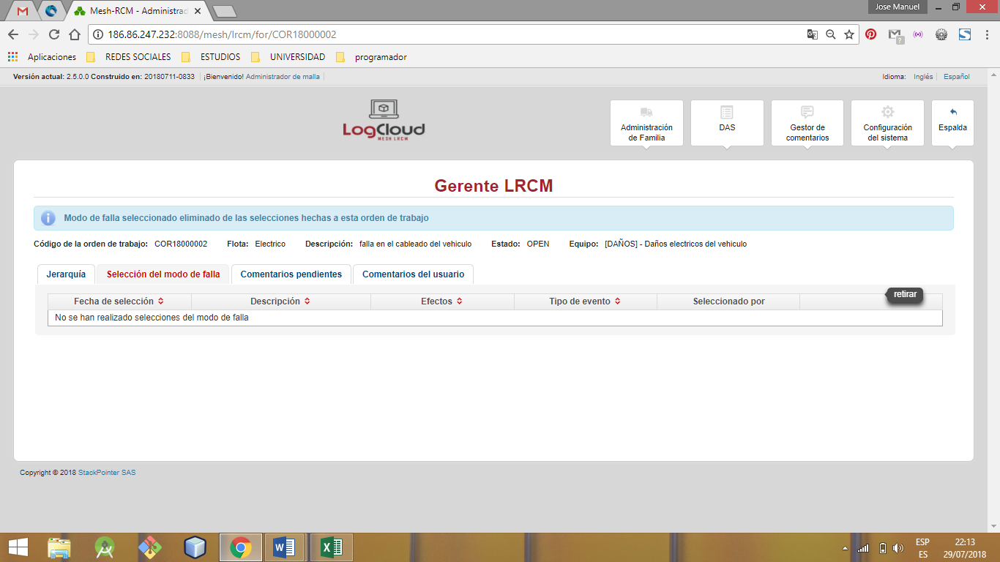 Jose Manuel
Mesh-RCM - Administrad
186.86.247.232:8088/mesh/lrcm/for/COR18000002
Aplicaciones REDES SOCIALES ESTUDIOS UNIVERSIDAD programador
Versión actual: 2.5.0.0 Construido en: 20180711-0833 ¡Bienvenido! Administrador de malla Idioma: Inglés Español
LogCloud
MESH LRCM
Administración de Familia
DAS
Gestor de comentarios
Configuración del sistema
Espalda
Gerente LRCM
Modo de falla seleccionado eliminado de las selecciones hechas a esta orden de trabajo
Código de la orden de trabajo: COR18000002 Flota: Electrico Descripción: falla en el cableado del vehiculo Estado: OPEN Equipo: [DAÑOS] - Daños electricos del vehiculo
Jerarquía Selección del modo de falla Comentarios pendientes Comentarios del usuario
retirar
Fecha de selección Descripción Efectos Tipo de evento Seleccionado por
No se han realizado selecciones del modo de falla
Copyright © 2018 StackPointer SAS
ESP 22:13
ES 29/07/2018